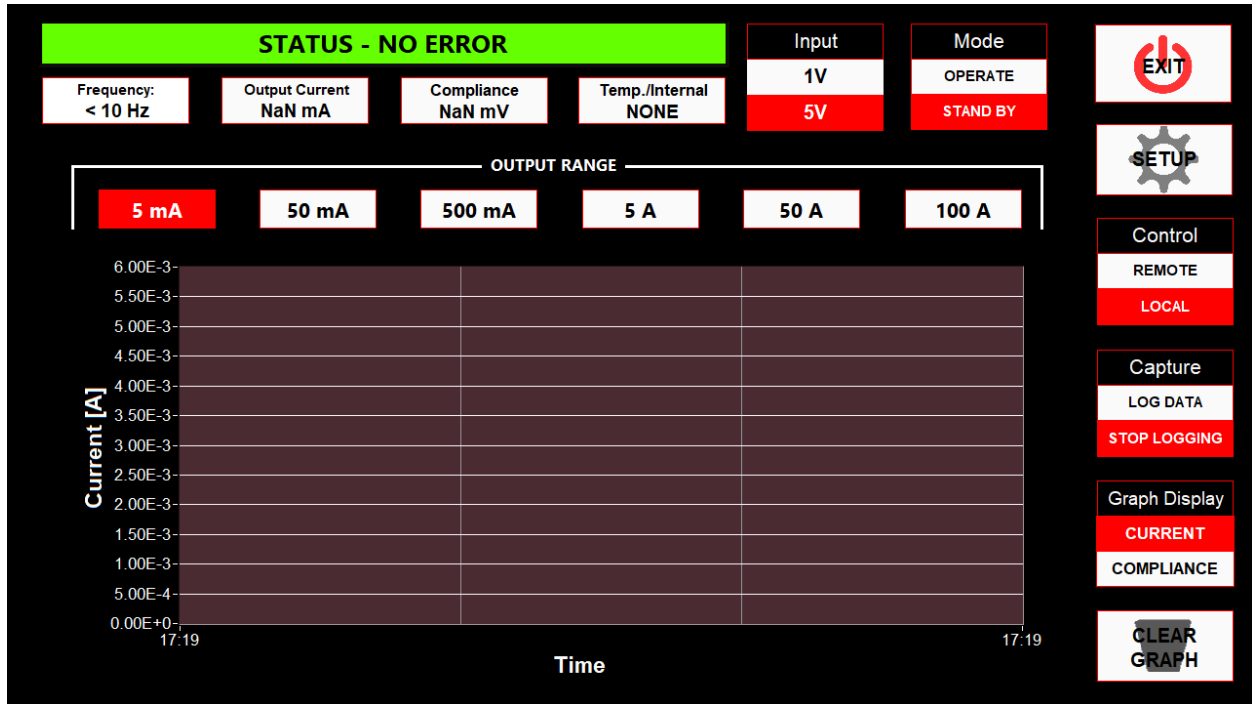 STATUS - NO ERROR
Frequency:
< 10 Hz
Output Current
NaN mA
Compliance
NaN mV
Temp./Internal
NONE
Input
1V
5V
Mode
OPERATE
STAND BY
EXIT
SETUP
OUTPUT RANGE
5 mA
50 mA
500 mA
5 A
50 A
100 A
Control
REMOTE
LOCAL
Capture
LOG DATA
STOP LOGGING
Graph Display
CURRENT
COMPLIANCE
CLEAR
GRAPH
Current [A]
6.00E-3
5.50E-3
5.00E-3
4.50E-3
4.00E-3
3.50E-3
3.00E-3
2.50E-3
2.00E-3
1.50E-3
1.00E-3
5.00E-4
0.00E+0
17:19
17:19
Time